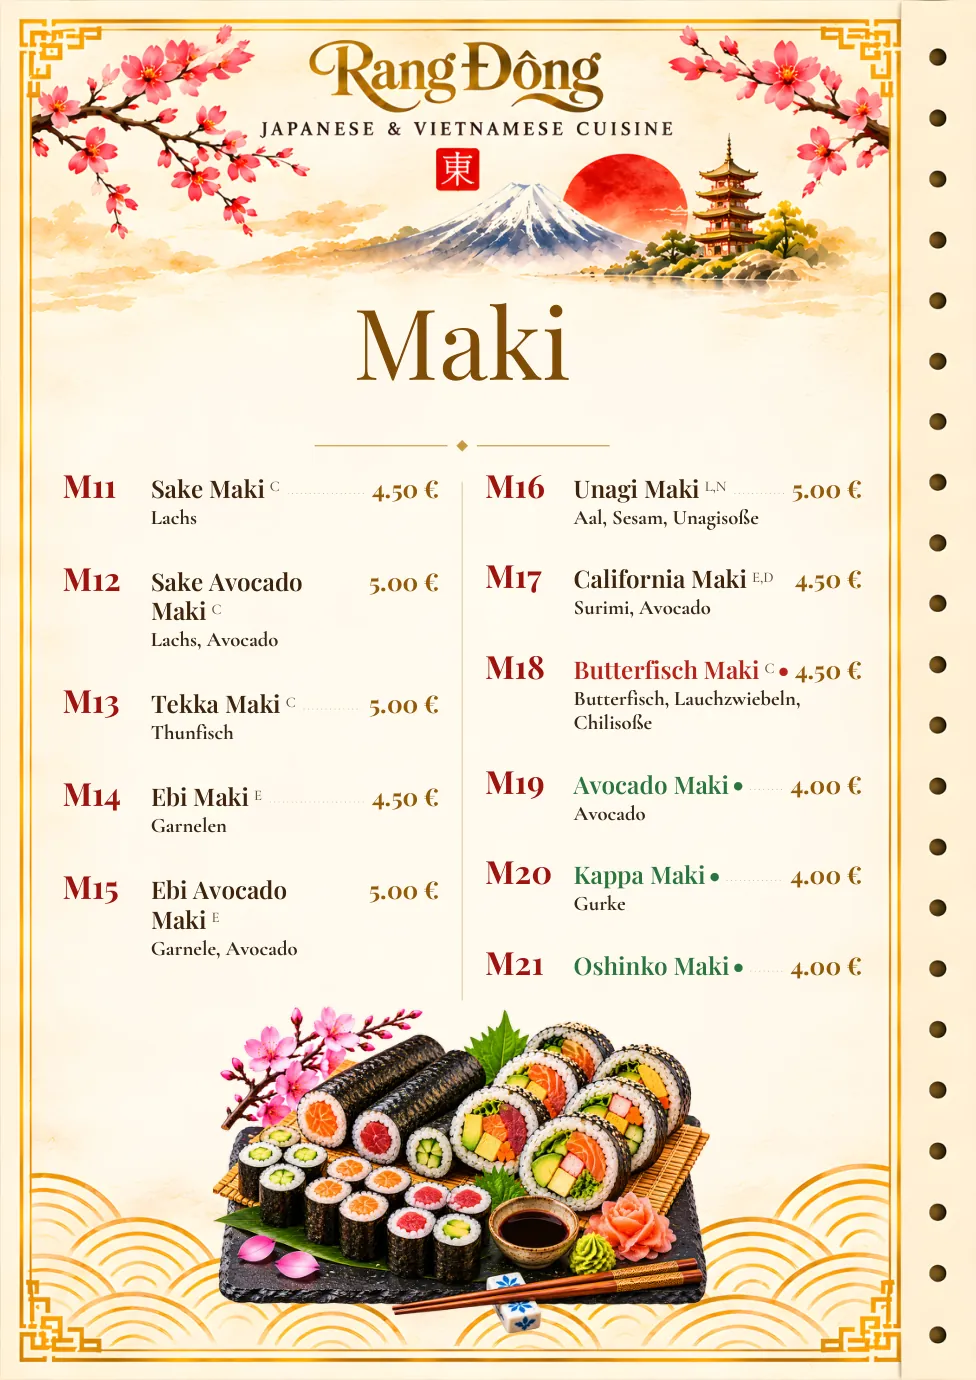 Rang Đông
JAPANESE & VIETNAMESE CUISINE
東
Maki
M11 Sake Maki C 4.50 €
Lachs
M12 Sake Avocado 5.00 €
Maki C
Lachs, Avocado
M13 Tekka Maki C 5.00 €
Thunfisch
M14 Ebi Maki E 4.50 €
Garnelen
M15 Ebi Avocado 5.00 €
Maki E
Garnele, Avocado
M16 Unagi Maki L,N 5.00 €
Aal, Sesam, Unagisoße
M17 California Maki E,D 4.50 €
Surimi, Avocado
M18 Butterfisch Maki C • 4.50 €
Butterfisch, Lauchzwiebeln,
Chilisoße
M19 Avocado Maki • 4.00 €
Avocado
M20 Kappa Maki • 4.00 €
Gurke
M21 Oshinko Maki • 4.00 €